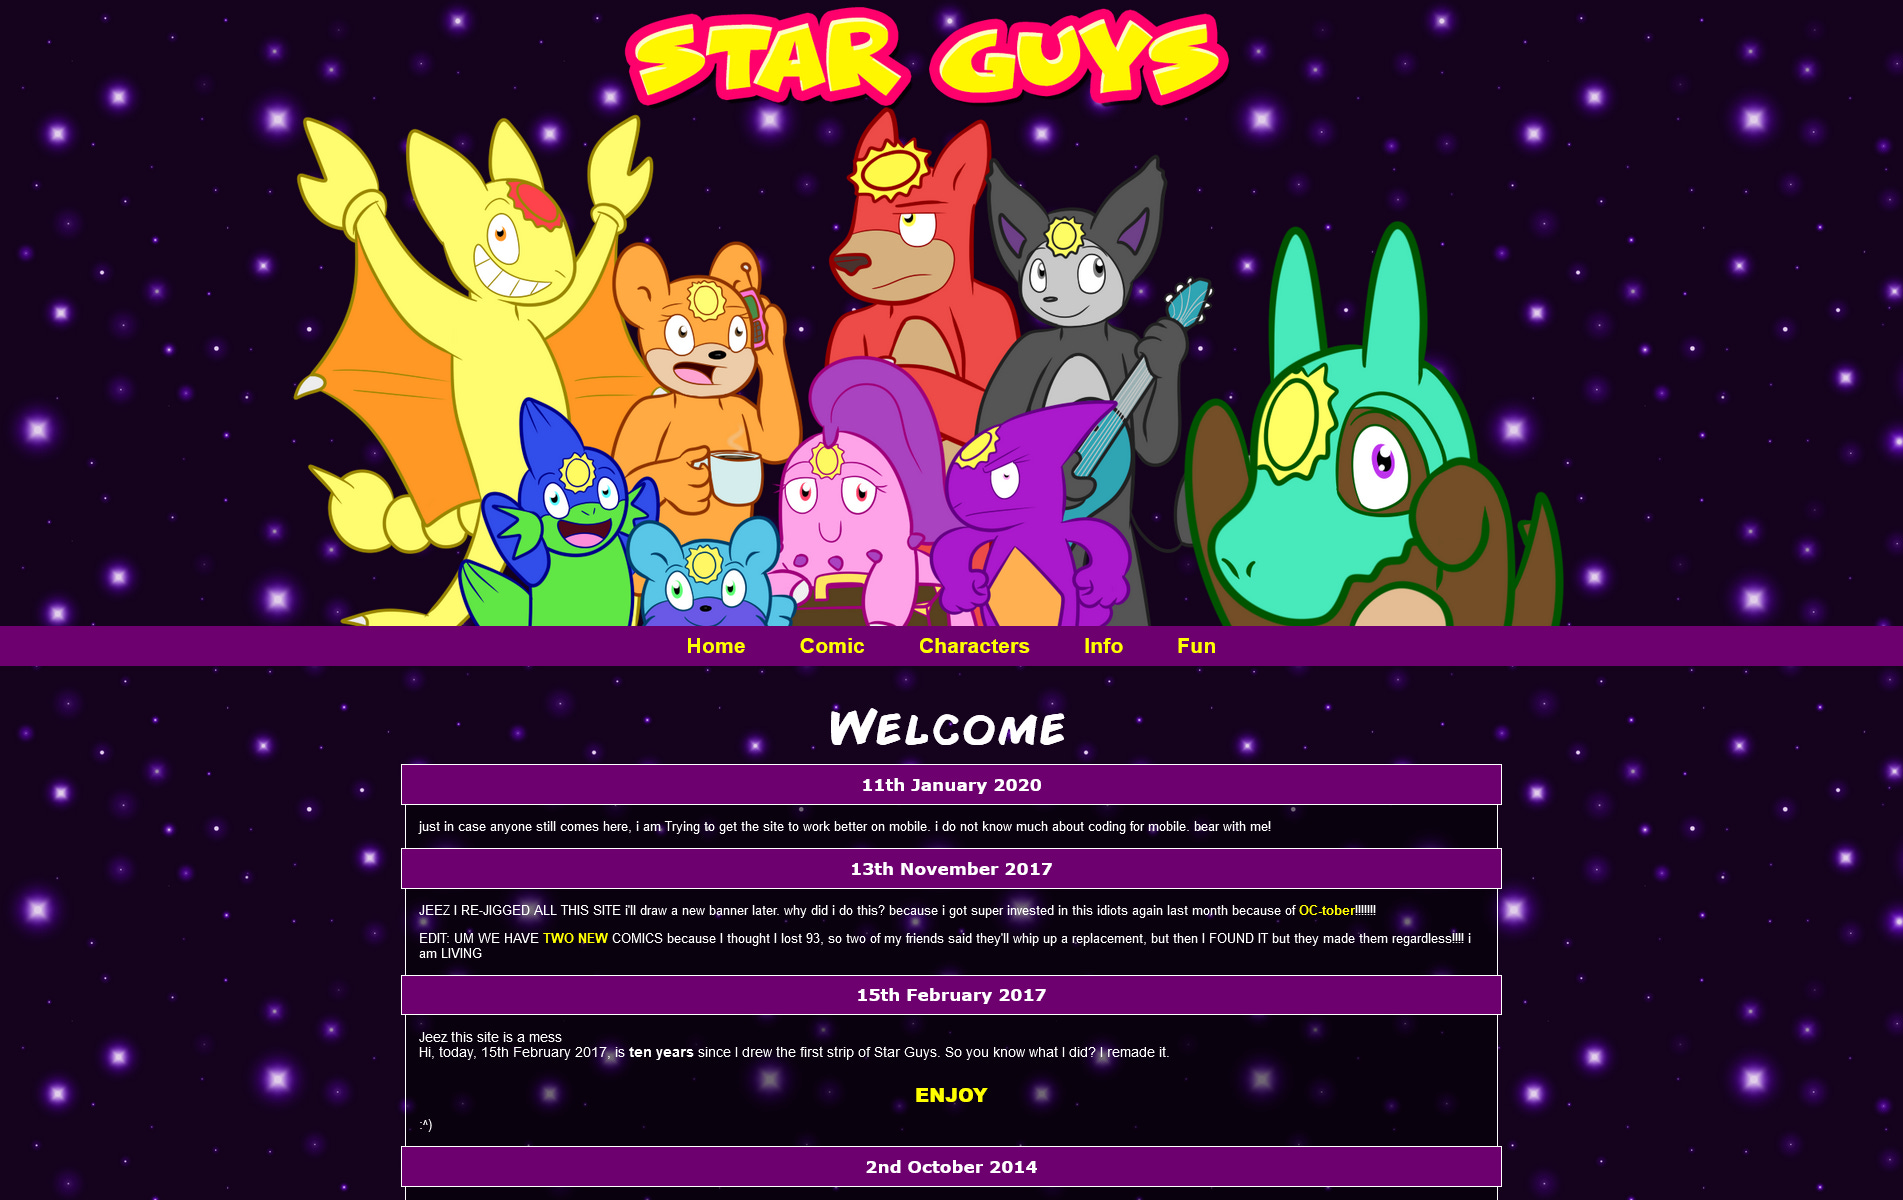 STAR GUYS
Home Comic Characters Info Fun
WELCOME
11th January 2020
just in case anyone still comes here, i am Trying to get the site to work better on mobile. i do not know much about coding for mobile. bear with me!
13th November 2017
JEEZ I RE-JIGGED ALL THIS SITE i'll draw a new banner later. why did i do this? because i got super invested in this idiots again last month because of OC-tober!!!!!!!
EDIT: UM WE HAVE TWO NEW COMICS because I thought I lost 93, so two of my friends said they'll whip up a replacement, but then I FOUND IT but they made them regardless!!!! i
am LIVING
15th February 2017
Jeez this site is a mess
Hi, today, 15th February 2017, is ten years since I drew the first strip of Star Guys. So you know what I did? I remade it.
ENJOY
:^)
2nd October 2014